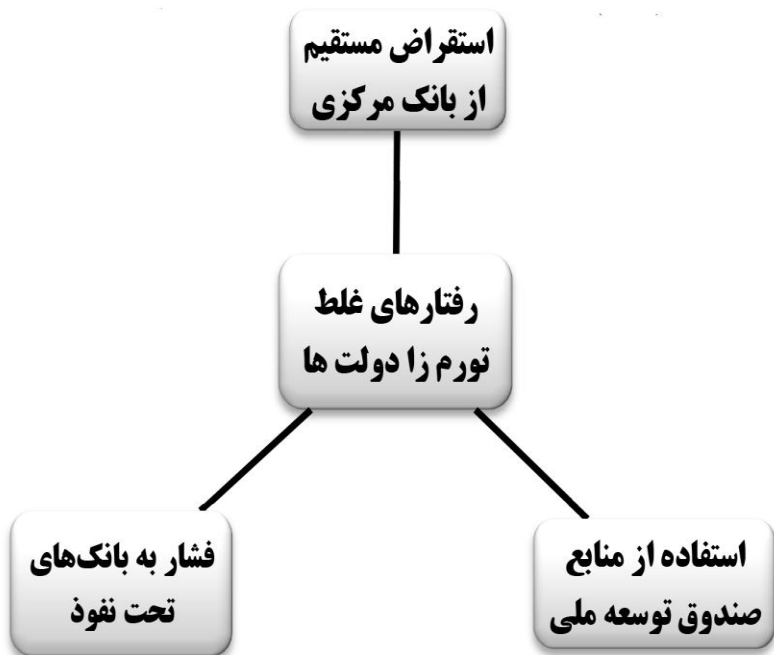 استقراض مستقیم
از بانک مرکزی
رفتارهای غلط
تورم زا دولت ها
استفاده از منابع
صندوق توسعه ملی
فشار به بانک‌های
تحت نفوذ